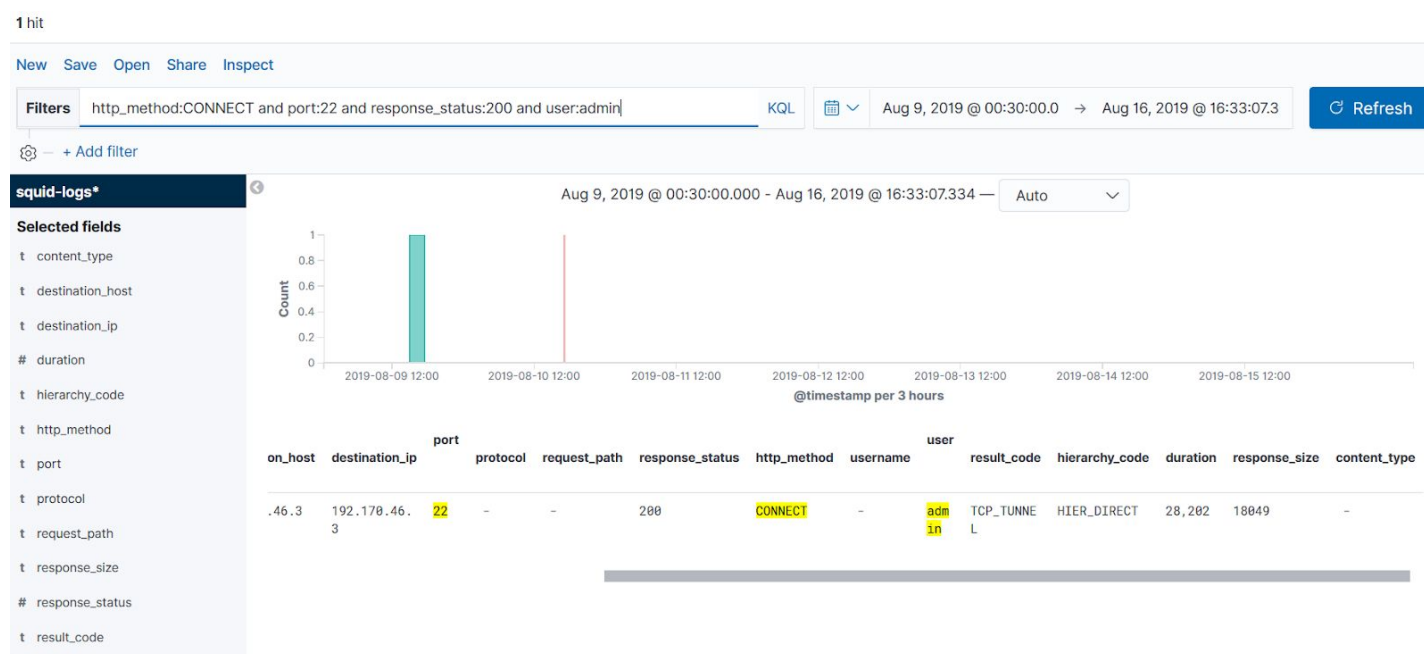 1 hit
New Save Open Share Inspect
Filters http_method:CONNECT and port:22 and response_status:200 and user:admin KQL Aug 9, 2019 @ 00:30:00.0 → Aug 16, 2019 @ 16:33:07.3 Refresh
+ Add filter
squid-logs*
Selected fields
t content_type
t destination_host
t destination_ip
# duration
t hierarchy_code
t http_method
t port
t protocol
t request_path
t response_size
# response_status
t result_code
Aug 9, 2019 @ 00:30:00.000 - Aug 16, 2019 @ 16:33:07.334 — Auto
Count
1
0.8
0.6
0.4
0.2
0
2019-08-09 12:00 2019-08-10 12:00 2019-08-11 12:00 2019-08-12 12:00 2019-08-13 12:00 2019-08-14 12:00 2019-08-15 12:00
@timestamp per 3 hours
on_host destination_ip port protocol request_path response_status http_method username user result_code hierarchy_code duration response_size content_type
.46.3 192.170.46. 22 - - 200 CONNECT - adm TCP_TUNNE HIER_DIRECT 28,202 18049 -
3 in L